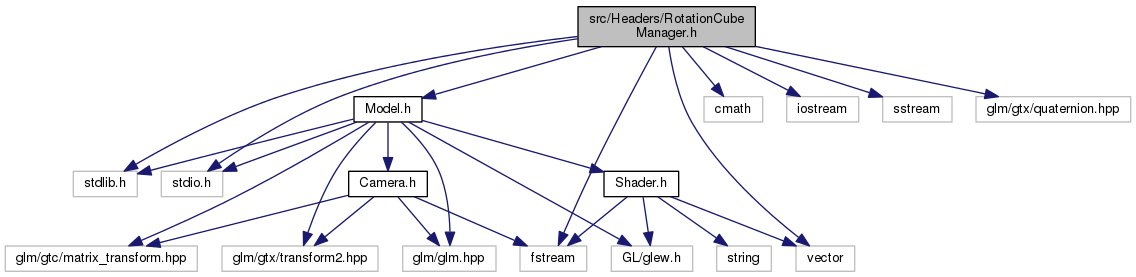 src/Headers/RotationCube
Manager.h
Model.h
cmath
iostream
sstream
glm/gtx/quaternion.hpp
stdlib.h
stdio.h
Camera.h
Shader.h
glm/gtc/matrix_transform.hpp
glm/gtx/transform2.hpp
glm/glm.hpp
fstream
GL/glew.h
string
vector